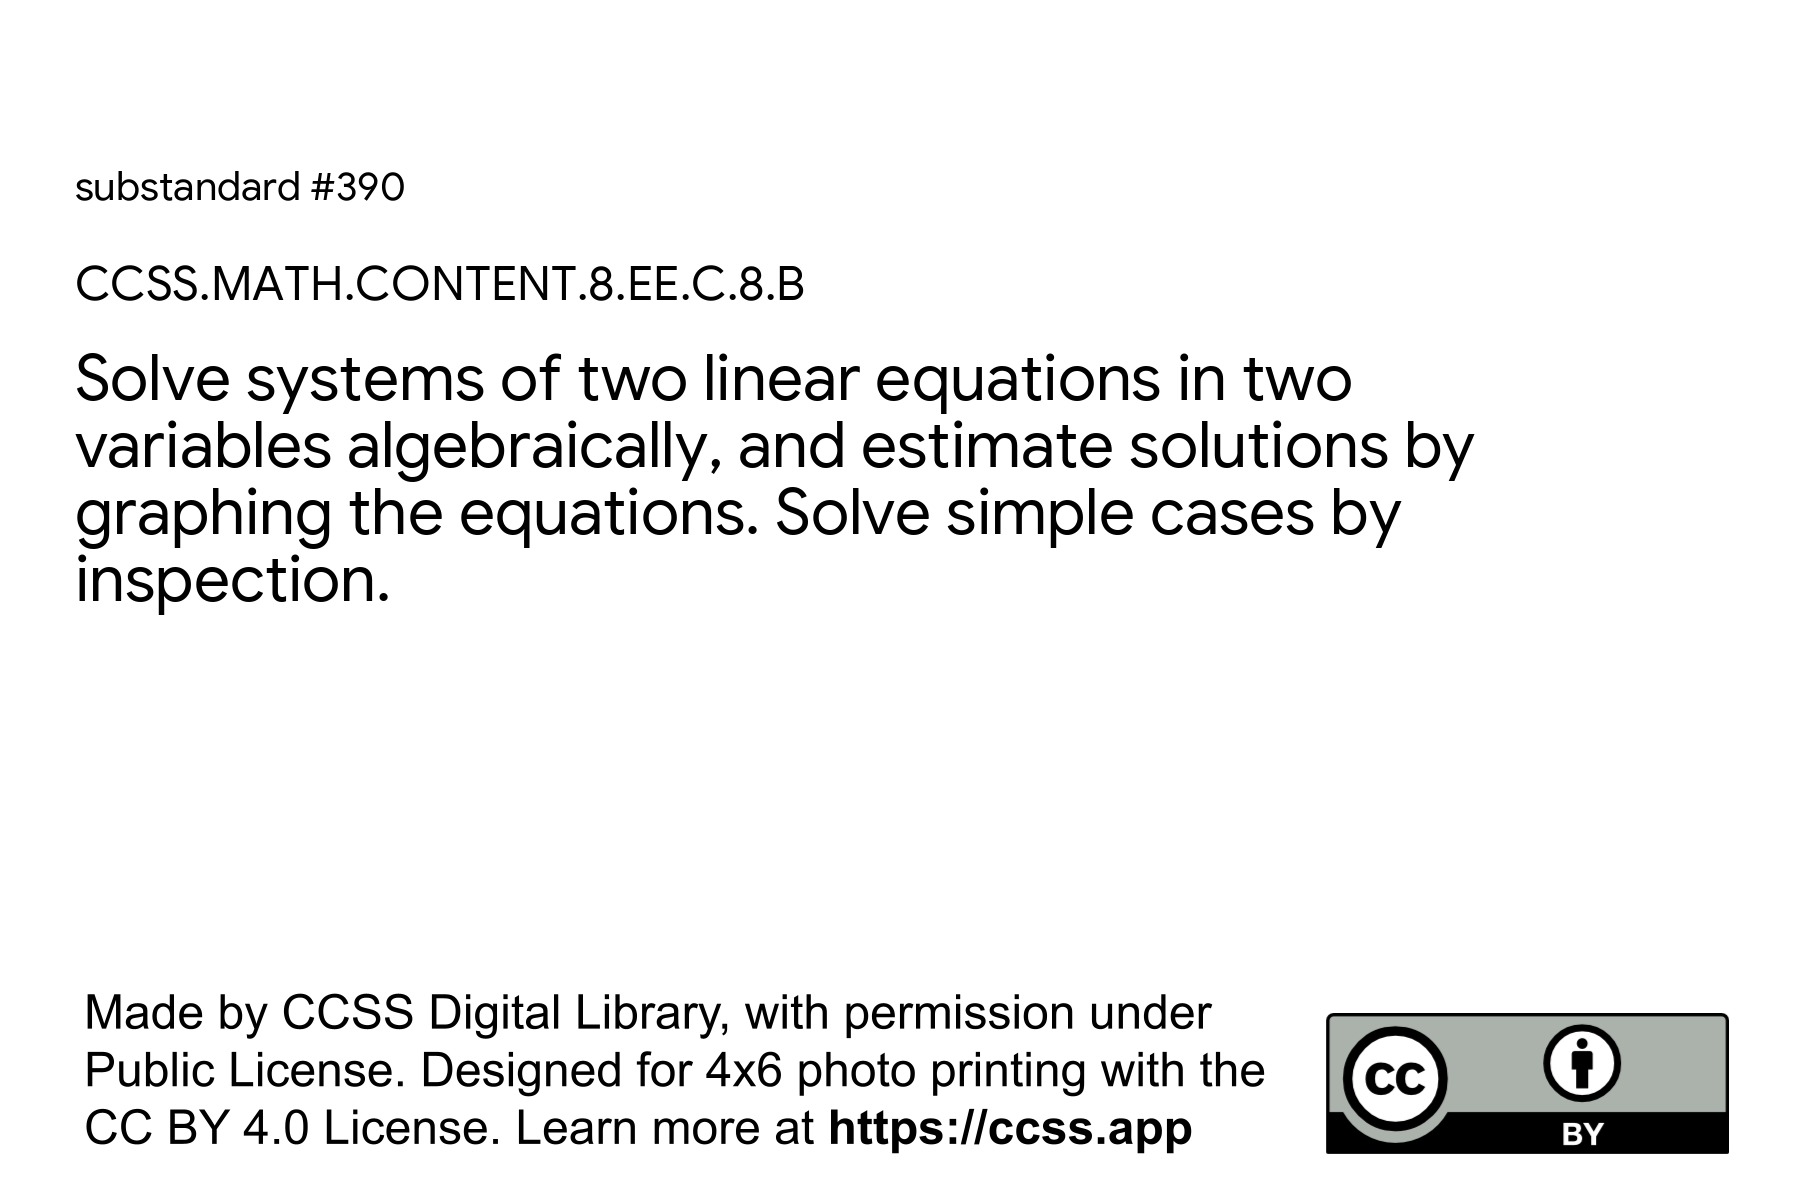 substandard #390
CCSS.MATH.CONTENT.8.EE.C.8.B
Solve systems of two linear equations in two
variables algebraically, and estimate solutions by
graphing the equations. Solve simple cases by
inspection.
Made by CCSS Digital Library, with permission under
Public License. Designed for 4x6 photo printing with the
CC BY 4.0 License. Learn more at https://ccss.app
CC
BY